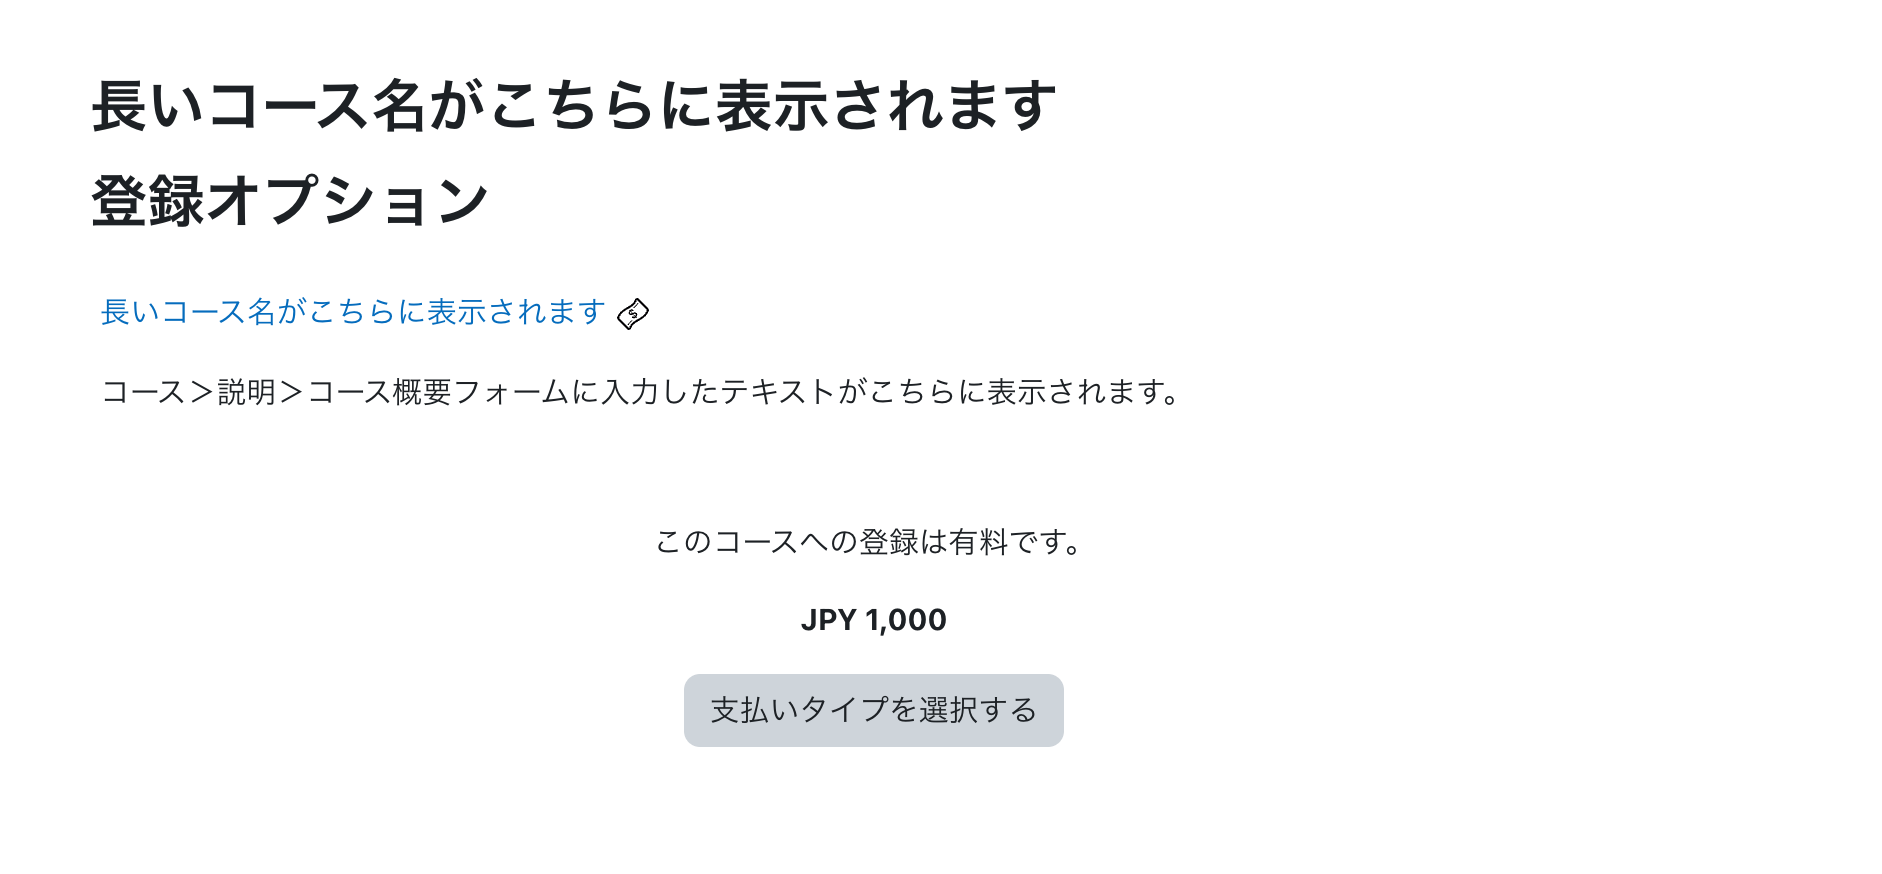 長いコース名がこちらに表示されます
登録オプション
長いコース名がこちらに表示されます
コース＞説明＞コース概要フォームに入力したテキストがこちらに表示されます。
このコースへの登録は有料です。
JPY 1,000
支払いタイプを選択する